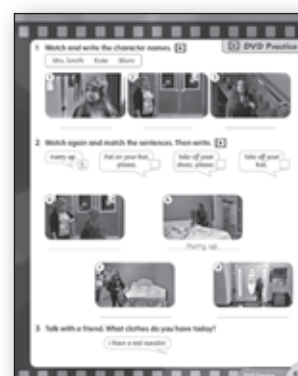 DVD Practice
1 Watch and write the character names.
Mrs. Smith Kate Mom
2 Watch again and match the sentences. Then write.
Hurry up.
Put on your hat, please.
Take off your shoes, please.
Take off your hat.
a
b
Hurry up.
c
d
3 Talk with a friend. What clothes do you have today?
I have a red sweater.